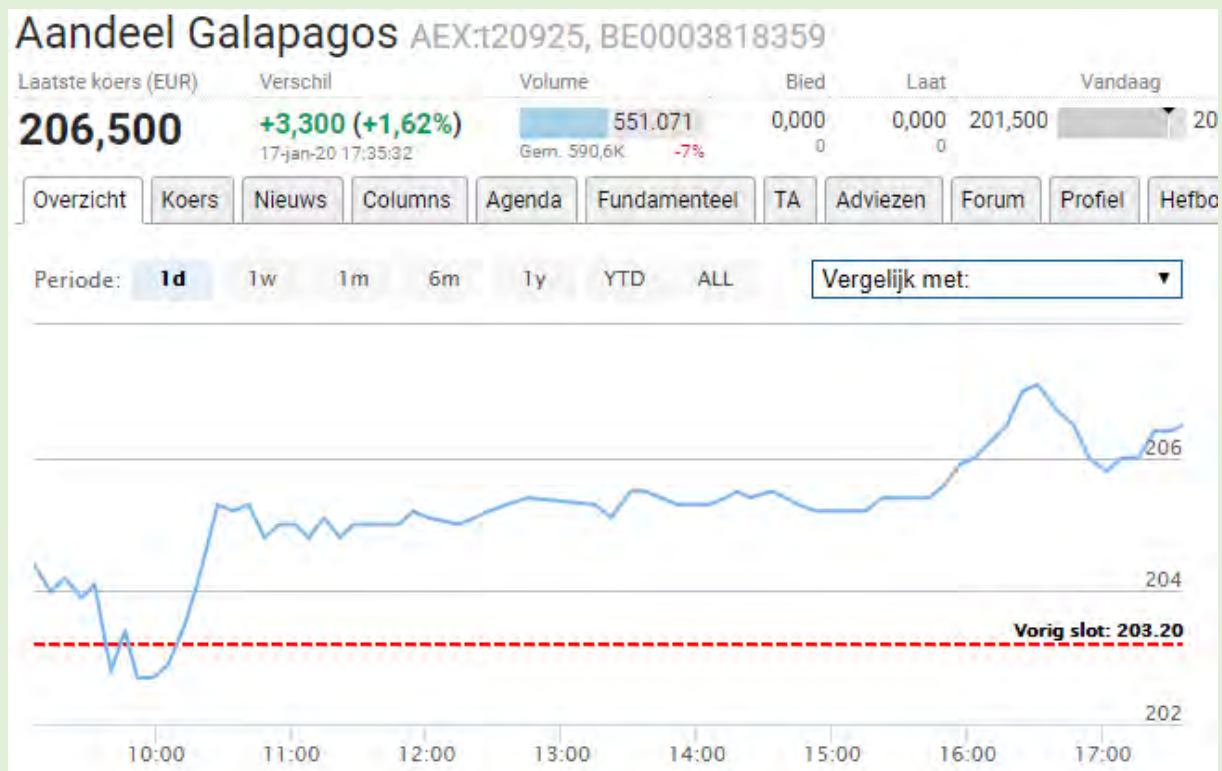 Aandeel Galapagos AEX:t20925, BE0003818359
Laatste koers (EUR) Verschil Volume Bied Laat Vandaag
206,500 +3,300 (+1,62%) 551.071 0,000 0,000 201,500 20
17-jan-20 17:35:32 Gem. 590,6K -7% 0 0
Overzicht Koers Nieuws Columns Agenda Fundamenteel TA Adviezen Forum Profiel Hefbo
Periode: 1d 1w 1m 6m 1y YTD ALL Vergelijk met:
206
204
Vorig slot: 203.20
202
10:00 11:00 12:00 13:00 14:00 15:00 16:00 17:00